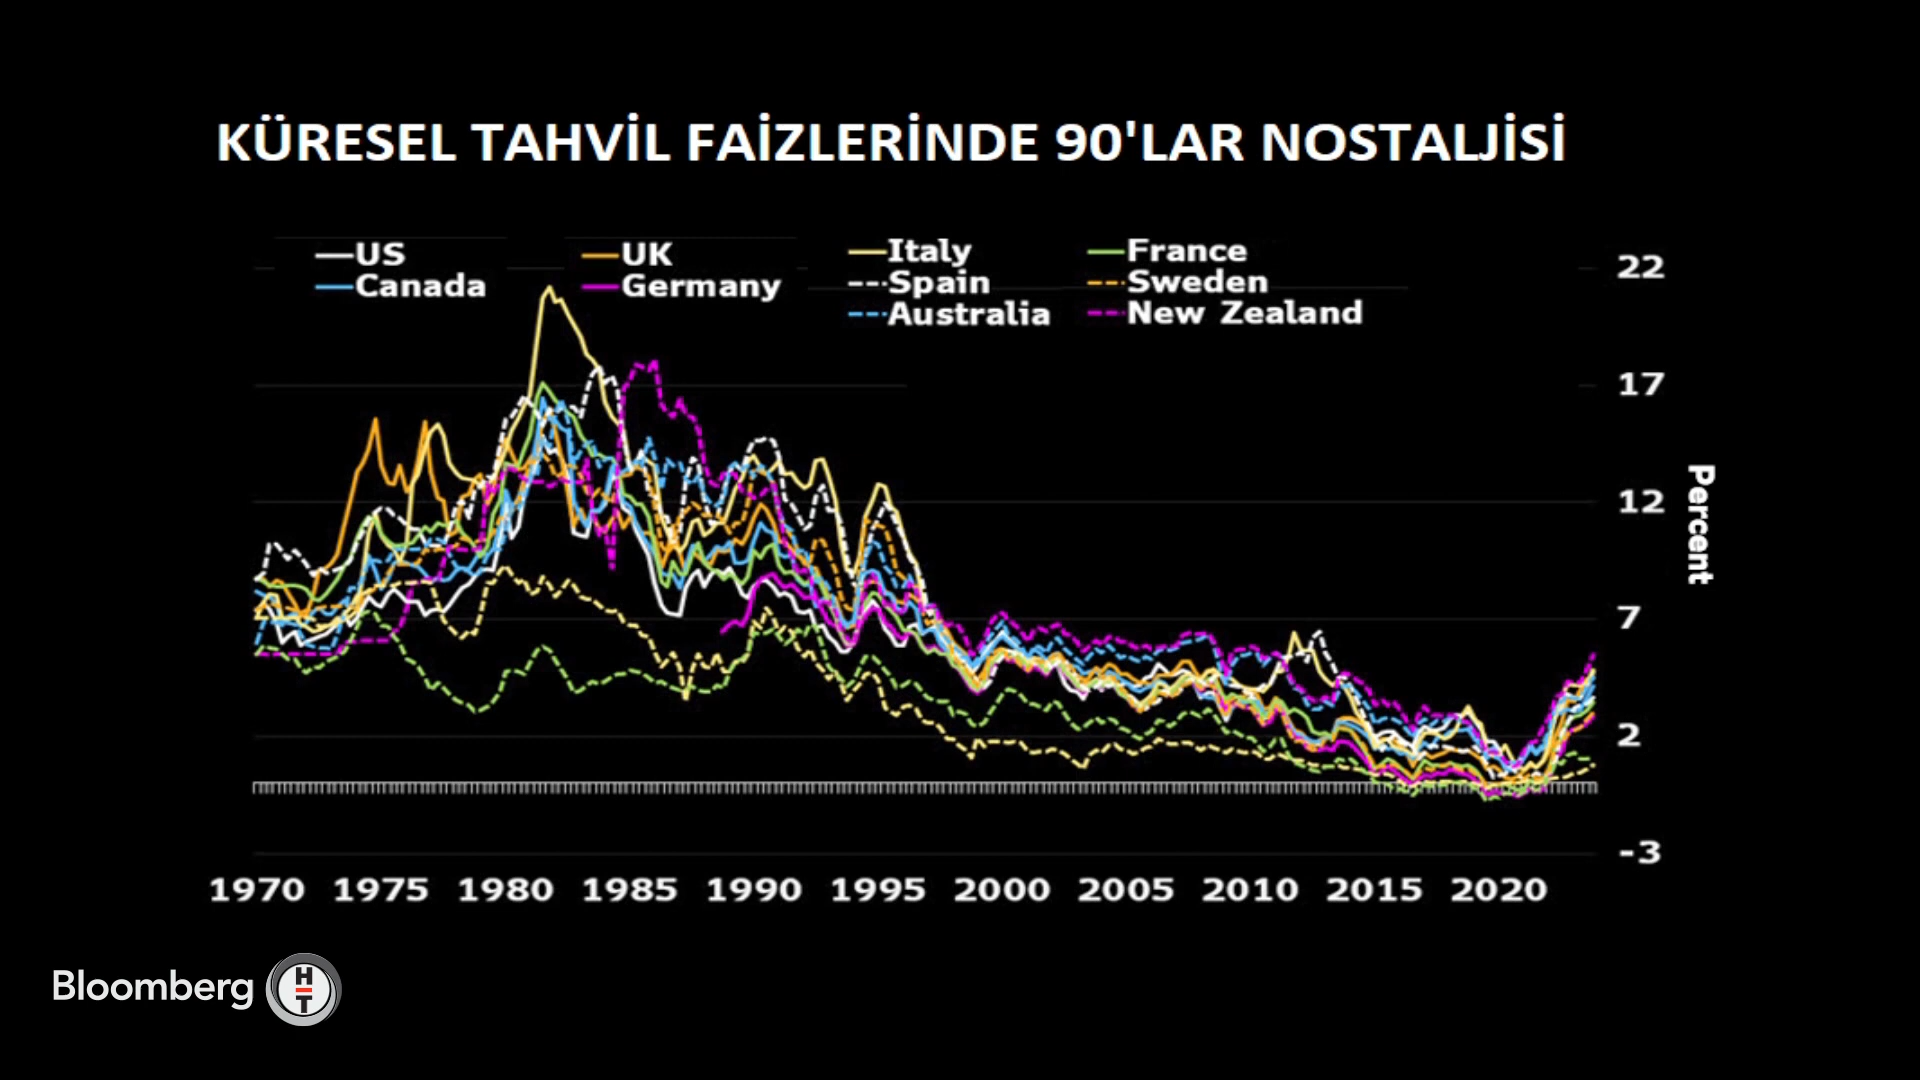 KÜRESEL TAHVİL FAİZLERİNDE 90'LAR NOSTALJİSİ
US UK Italy France
Canada Germany Spain Sweden
Australia New Zealand
22
17
12
7
2
-3
Percent
1970 1975 1980 1985 1990 1995 2000 2005 2010 2015 2020
Bloomberg HT